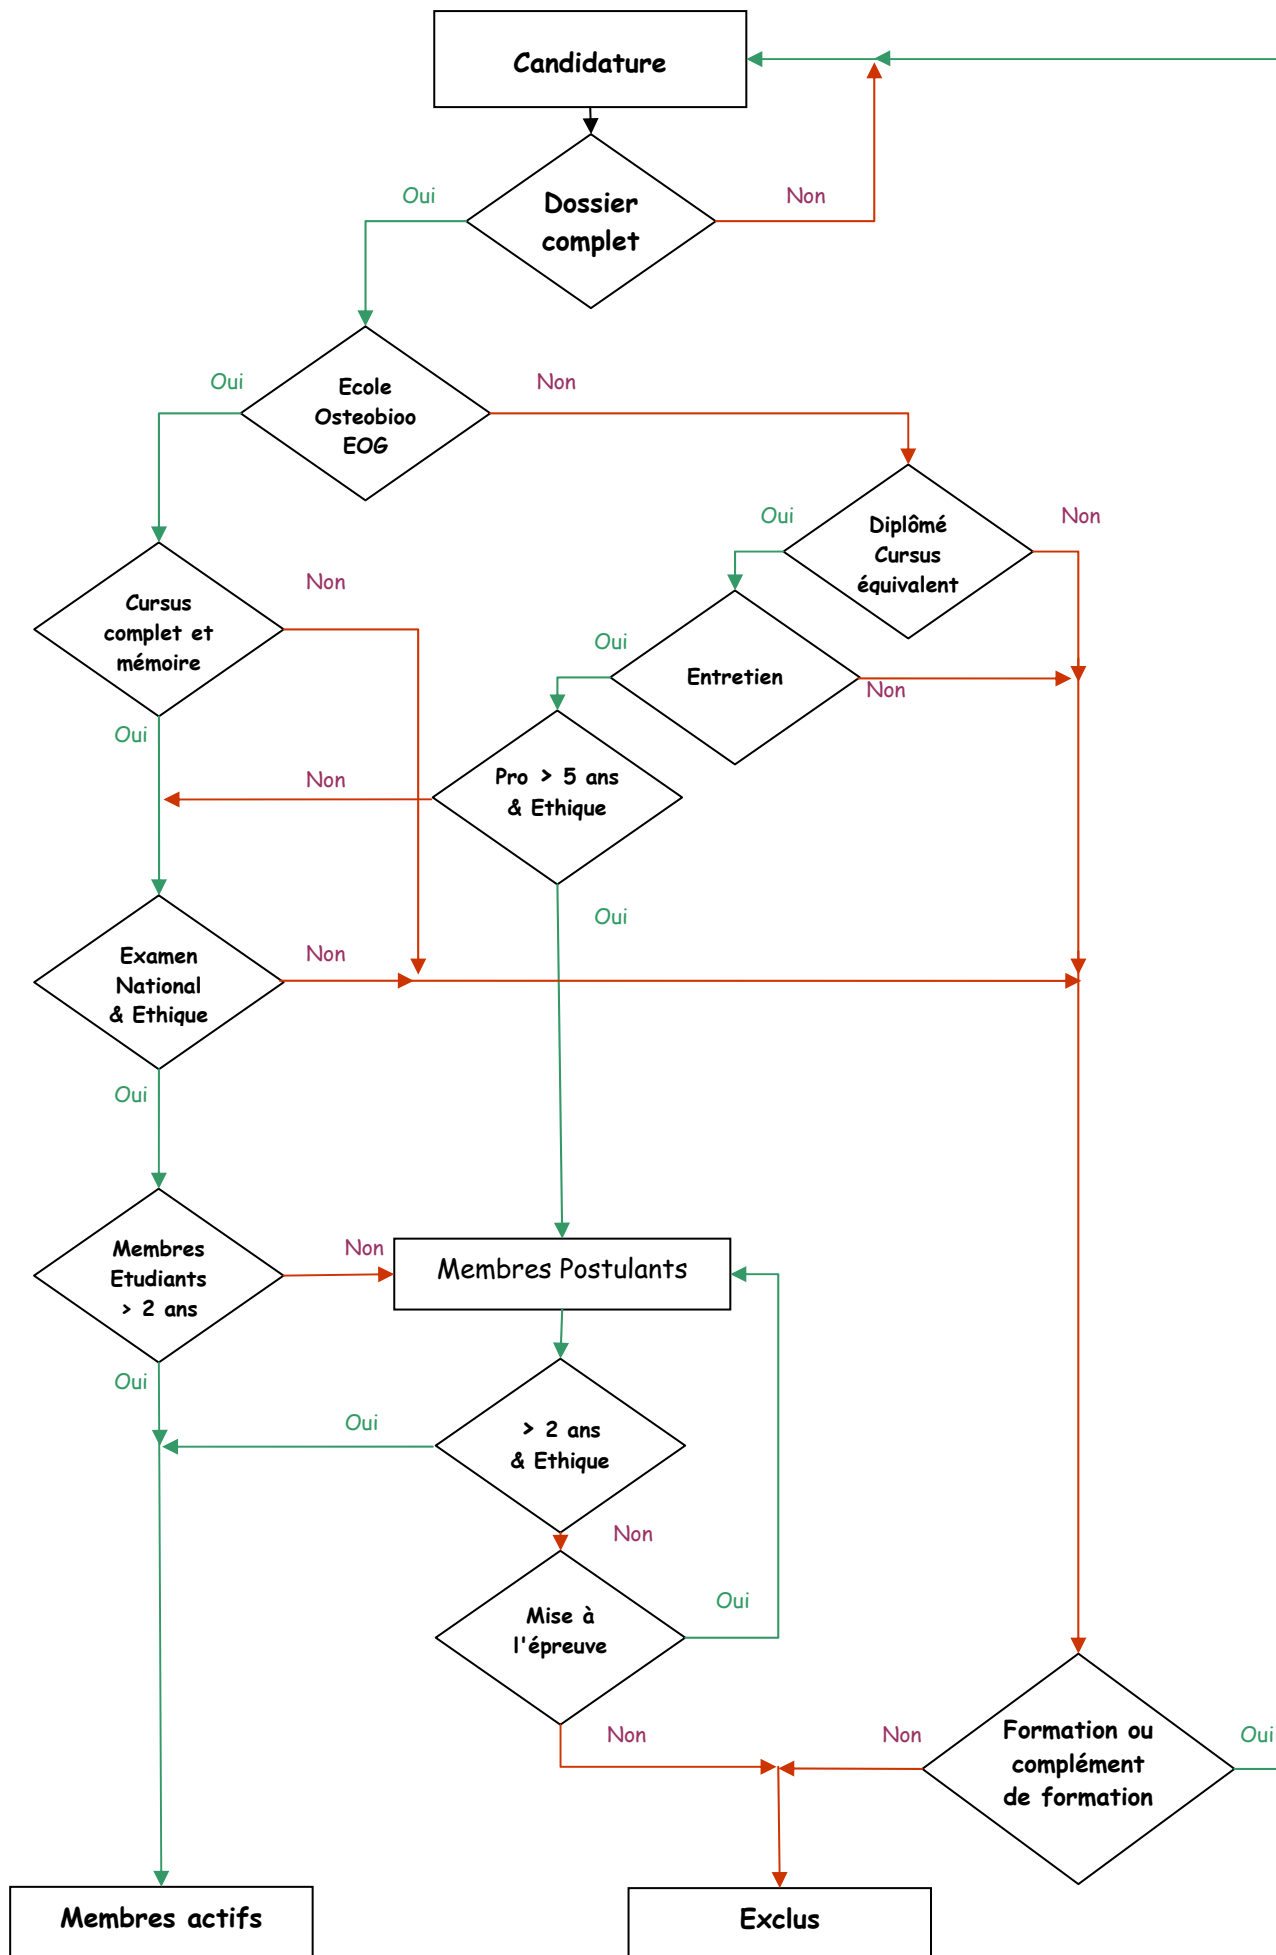 Candidature
Oui
Dossier
complet
Non
Oui
Ecole
Osteobioo
EOG
Non
Oui
Diplômé
Cursus
équivalent
Non
Cursus
complet et
mémoire
Non
Oui
Entretien
Non
Oui
Non
Pro > 5 ans
& Ethique
Oui
Examen
National
& Ethique
Non
Oui
Membres
Etudiants
> 2 ans
Non
Membres Postulants
Oui
Oui
> 2 ans
& Ethique
Non
Mise à
l'épreuve
Oui
Non
Non
Formation ou
complément
de formation
Oui
Membres actifs
Exclus